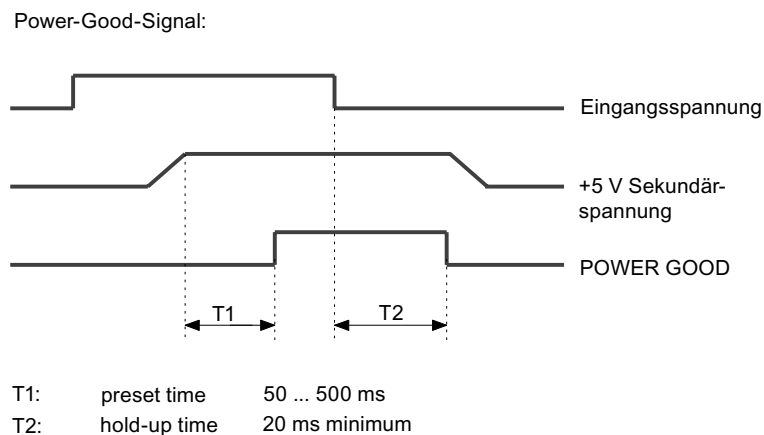 Power-Good-Signal:
Eingangsspannung
+5 V Sekundär-
spannung
POWER GOOD
T1
T2
T1: preset time 50 ... 500 ms
T2: hold-up time 20 ms minimum